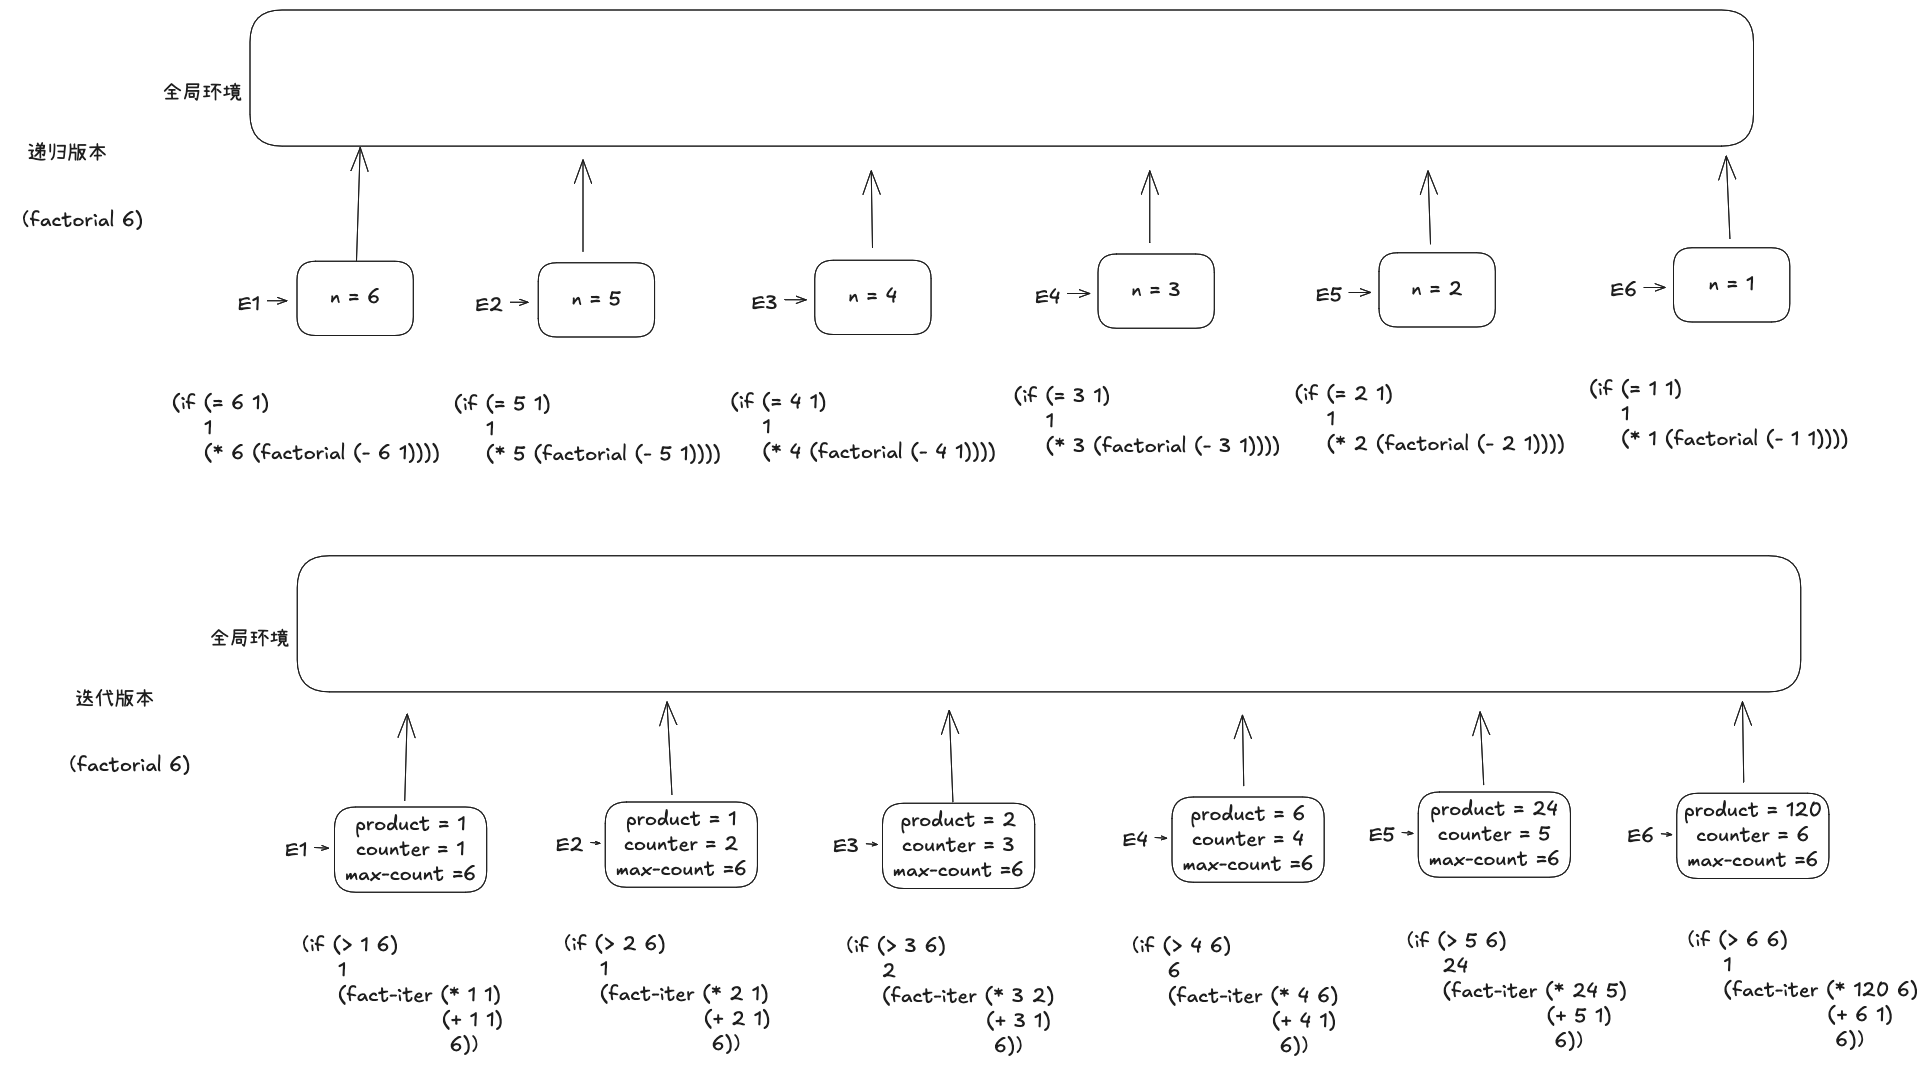 全局环境
递归版本
(factorial 6)
E1
n = 6
E2
n = 5
E3
n = 4
E4
n = 3
E5
n = 2
E6
n = 1
(if (= 6 1)
1
(* 6 (factorial (- 6 1))))
(if (= 5 1)
1
(* 5 (factorial (- 5 1))))
(if (= 4 1)
1
(* 4 (factorial (- 4 1))))
(if (= 3 1)
1
(* 3 (factorial (- 3 1))))
(if (= 2 1)
1
(* 2 (factorial (- 2 1))))
(if (= 1 1)
1
(* 1 (factorial (- 1 1))))
全局环境
迭代版本
(factorial 6)
E1
product = 1
counter = 1
max-count =6
E2
product = 1
counter = 2
max-count =6
E3
product = 2
counter = 3
max-count =6
E4
product = 6
counter = 4
max-count =6
E5
product = 24
counter = 5
max-count =6
E6
product = 120
counter = 6
max-count =6
(if (> 1 6)
1
(fact-iter (* 1 1)
(+ 1 1)
6))
(if (> 2 6)
1
(fact-iter (* 2 1)
(+ 2 1)
6))
(if (> 3 6)
2
(fact-iter (* 3 2)
(+ 3 1)
6))
(if (> 4 6)
6
(fact-iter (* 4 6)
(+ 4 1)
6))
(if (> 5 6)
24
(fact-iter (* 24 5)
(+ 5 1)
6))
(if (> 6 6)
1
(fact-iter (* 120 6)
(+ 6 1)
6))